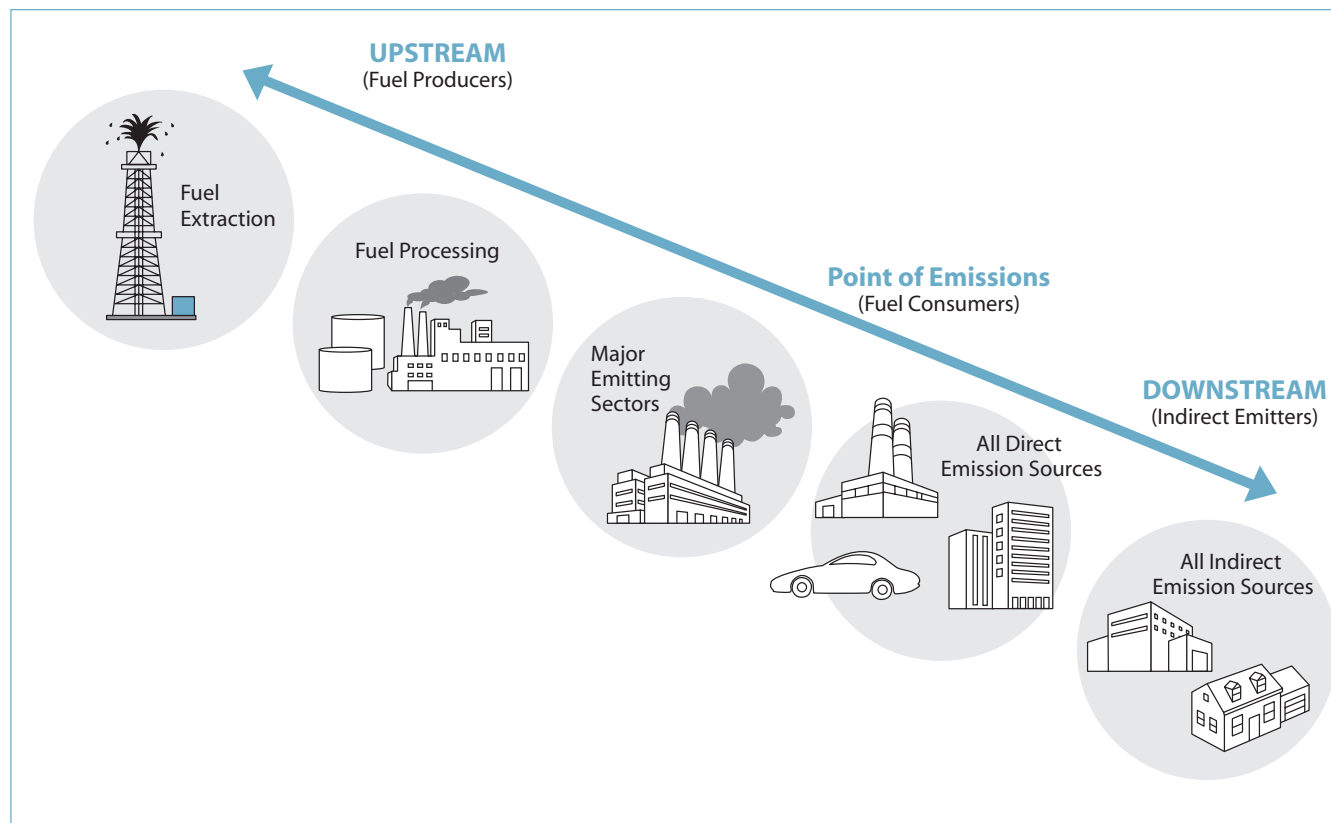 UPSTREAM
(Fuel Producers)
Fuel
Extraction
Fuel Processing
Point of Emissions
(Fuel Consumers)
Major
Emitting
Sectors
DOWNSTREAM
(Indirect Emitters)
All Direct
Emission Sources
All Indirect
Emission Sources